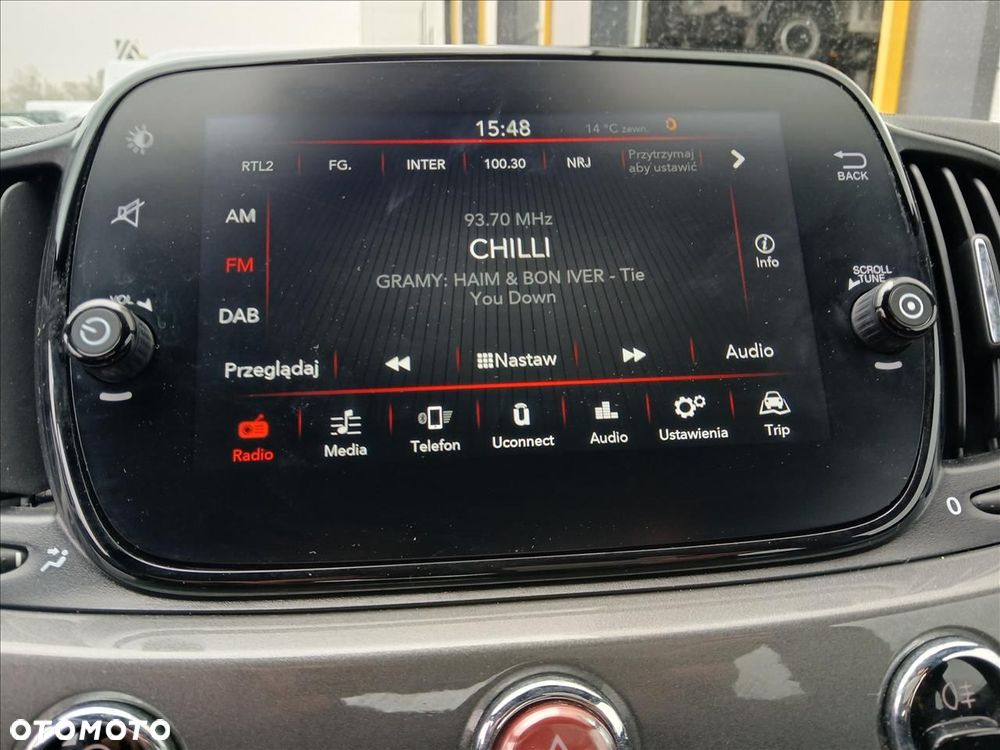 15:48
14 °C zewn.
RTL2
FG.
INTER
100.30
NRJ
Przytrzymaj
aby ustawić
BACK
AM
93.70 MHz
CHILLI
Info
FM
GRAMY: HAIM & BON IVER - Tie
You Down
SCROLL
TUNE
VOL
DAB
Przeglądaj
Nastaw
Audio
Radio
Media
Telefon
Uconnect
Audio
Ustawienia
Trip
0
OTOMOTO